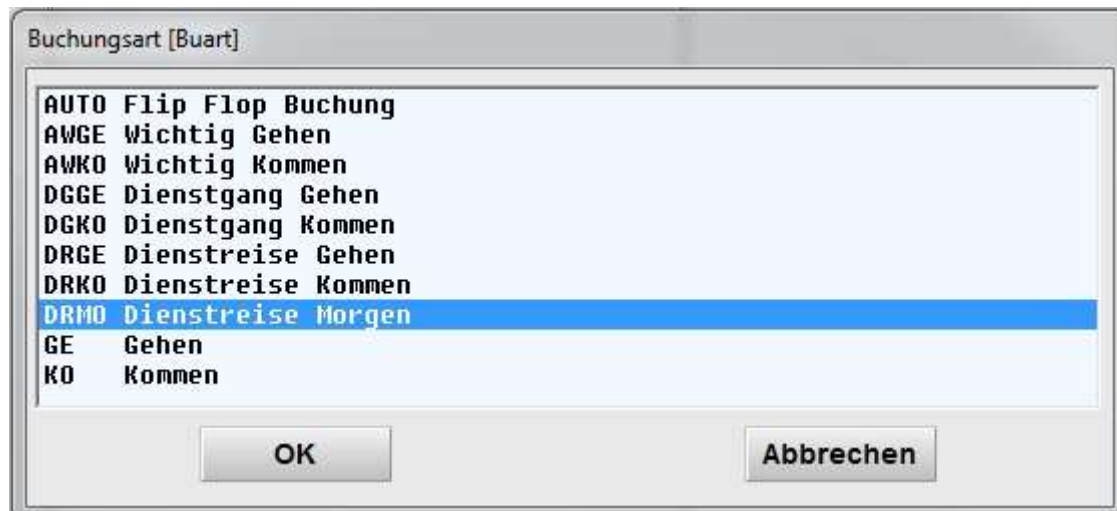 Buchungsart [Buart]
AUTO Flip Flop Buchung
AWGE Wichtig Gehen
AWKO Wichtig Kommen
DGGE Dienstgang Gehen
DGKO Dienstgang Kommen
DRGE Dienstreise Gehen
DRKO Dienstreise Kommen
DRMO Dienstreise Morgen
GE Gehen
KO Kommen
OK Abbrechen